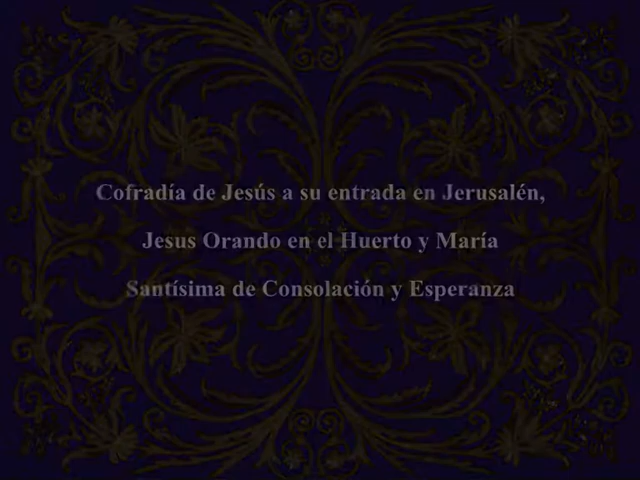 Cofradía de Jesús a su entrada en Jerusalén,
Jesus Orando en el Huerto y María
Santísima de Consolación y Esperanza